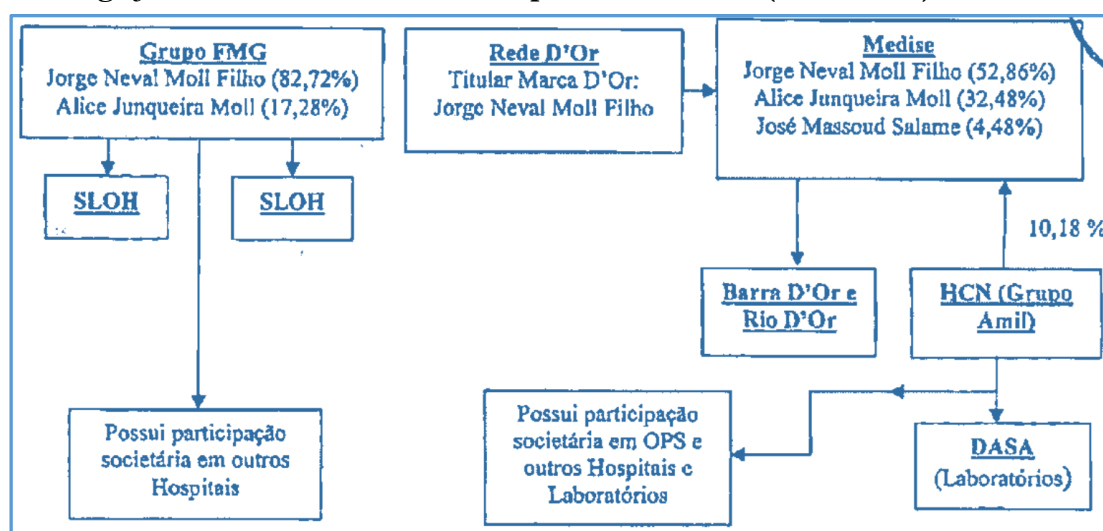 Grupo FMG
Jorge Neval Moll Filho (82,72%)
Alice Junqueira Moll (17,28%)
Rede D'Or
Titular Marca D'Or:
Jorge Neval Moll Filho
Medise
Jorge Neval Moll Filho (52,86%)
Alice Junqueira Moll (32,48%)
José Massoud Salame (4,48%)
SLOH
SLOH
10,18 %
Barra D'Or e
Rio D'Or
HCN (Grupo
Amil)
Possui participação
societária em outros
Hospitais
Possui participação
societária em OPS e
outros Hospitais e
Laboratórios
DASA
(Laboratórios)